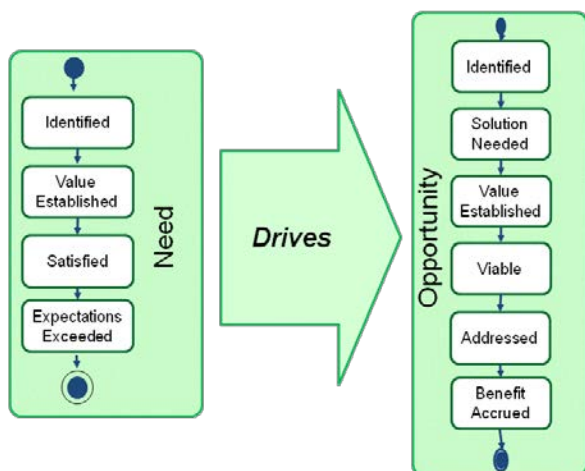 Identified
Value
Established
Satisfied
Expectations
Exceeded
Need
Drives
Opportunity
Identified
Solution
Needed
Value
Established
Viable
Addressed
Benefit
Accrued